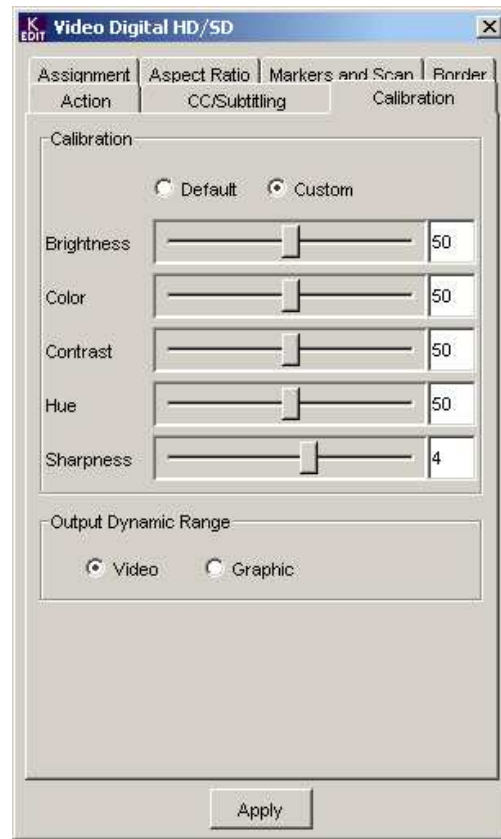 K EDIT Video Digital HD/SD
Assignment Aspect Ratio Markers and Scan Border
Action CC/Subtitling Calibration
Calibration
Default Custom
Brightness 50
Color 50
Contrast 50
Hue 50
Sharpness 4
Output Dynamic Range
Video Graphic
Apply